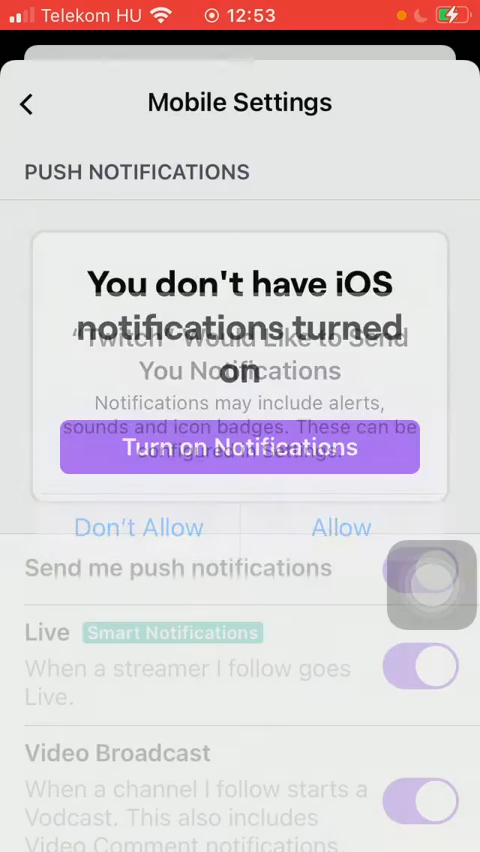 Telekom HU 12:53
Mobile Settings
PUSH NOTIFICATIONS
You don't have iOS
notifications turned
on
"Twitch" Would Like to Send
You Notifications
Notifications may include alerts,
sounds and icon badges. These can be
configured in Settings.
Turn on Notifications
Don't Allow Allow
Send me push notifications
Live Smart Notifications
When a streamer I follow goes
Live.
Video Broadcast
When a channel I follow starts a
Vodcast. This also includes
Video Comment notifications.